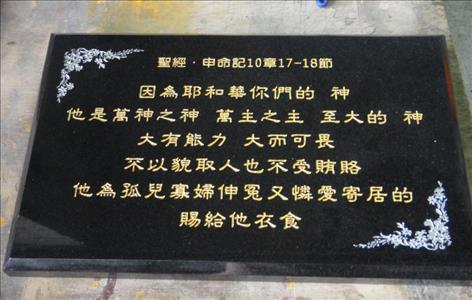 聖經・申命記10章17-18節
因為耶和華你們的 神
他是萬神之神 萬主之主 至大的 神
大有能力 大而可畏
不以貌取人也不受賄賂
他為孤兒寡婦伸冤又憐愛寄居的
賜給他衣食